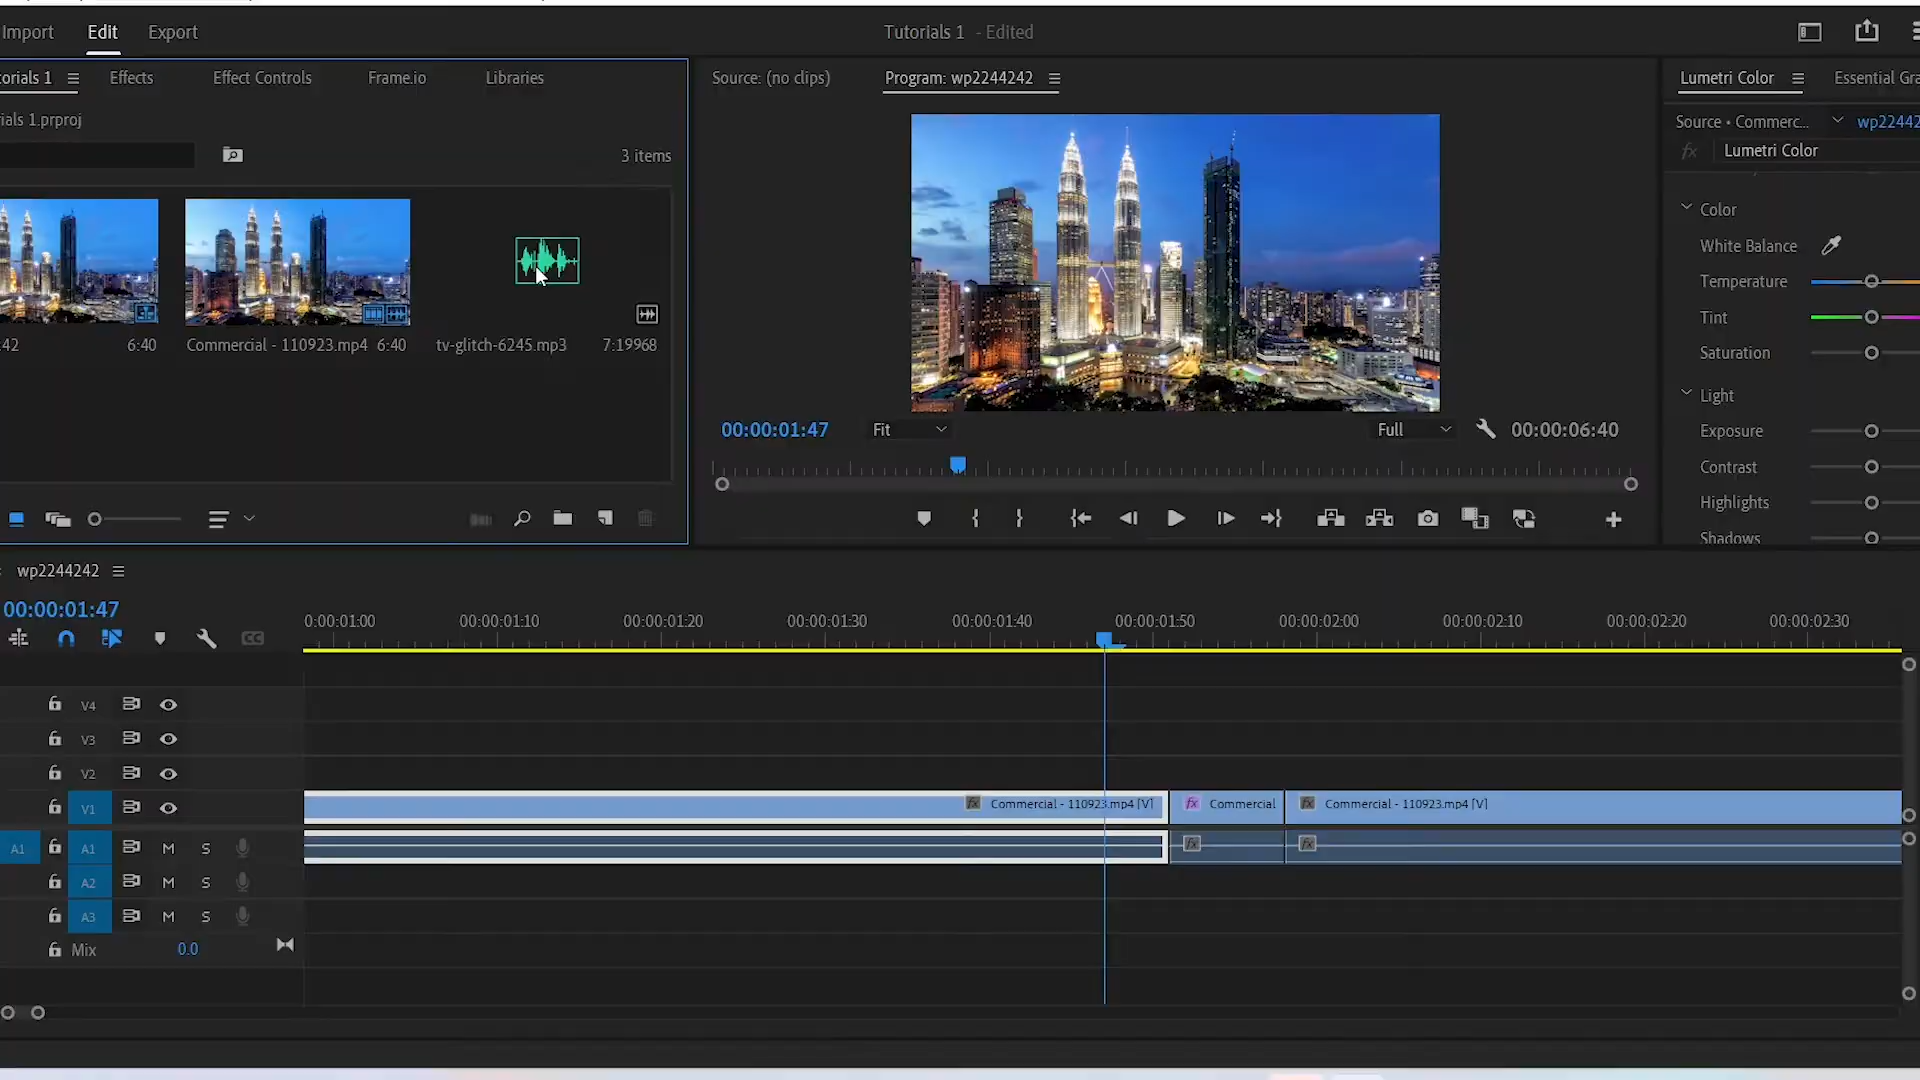 Import Edit Export Tutorials 1 - Edited
orials 1 Effects Effect Controls Frame.io Libraries
Source: (no clips) Program: wp2244242
Lumetri Color Essential Gra
ials 1.prproj
3 items
Source • Commerc... wp22442
fx Lumetri Color
42 6:40
Commercial - 110923.mp4 6:40
tv-glitch-6245.mp3 7:19968
Color
White Balance
Temperature
Tint
Saturation
Light
Exposure
Contrast
Highlights
Shadows
00:00:01:47 Fit Full 00:00:06:40
wp2244242
00:00:01:47
0:00:01:00 00:00:01:10 00:00:01:20 00:00:01:30 00:00:01:40 00:00:01:50 00:00:02:00 00:00:02:10 00:00:02:20 00:00:02:30
CC
V4
V3
V2
V1 fx Commercial - 110923.mp4 [V] fx Commercial fx Commercial - 110923.mp4 [V]
A1 A1 M S fx fx
A2 M S
A3 M S
Mix 0.0